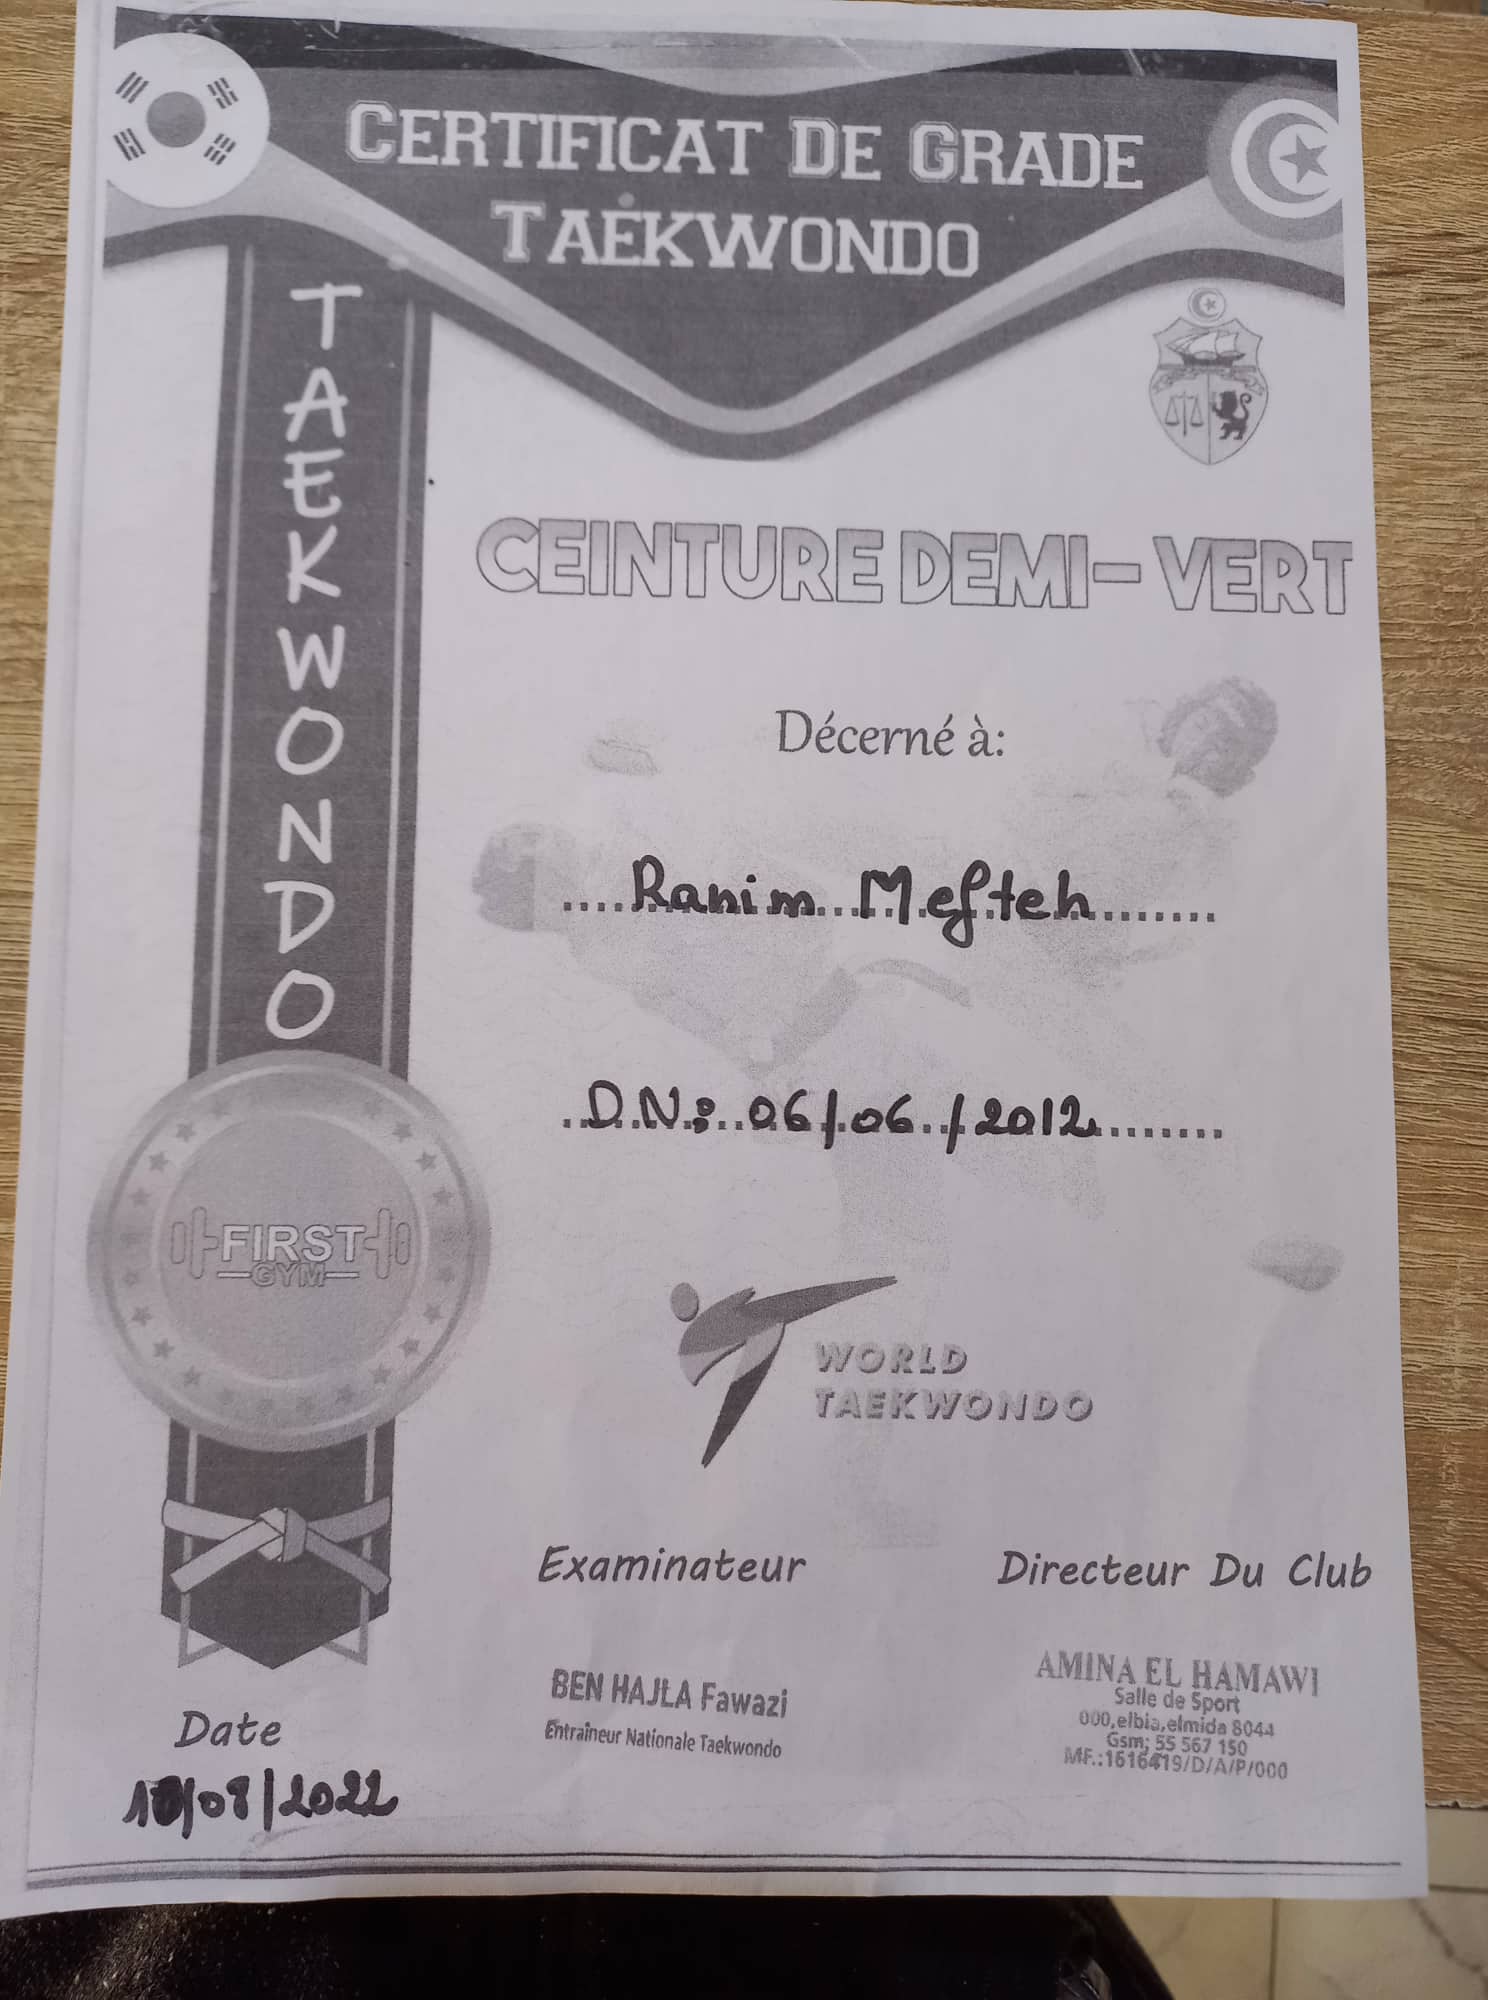 CERTIFICAT DE GRADE
TAEKWONDO
TAEKWONDO
CEINTURE DEMI-VERT
Décerné à:
Ranim Mefteh
D.N: 06/06/2012
FIRST
GYM
WORLD
TAEKWONDO
Examinateur
Directeur Du Club
BEN HAJLA Fawazi
Entraîneur Nationale Taekwondo
AMINA EL HAMAWI
Salle de Sport
000,elbia,elmida 8044
Gsm; 55 567 150
MF.:1616419/D/A/P/000
Date
/2022